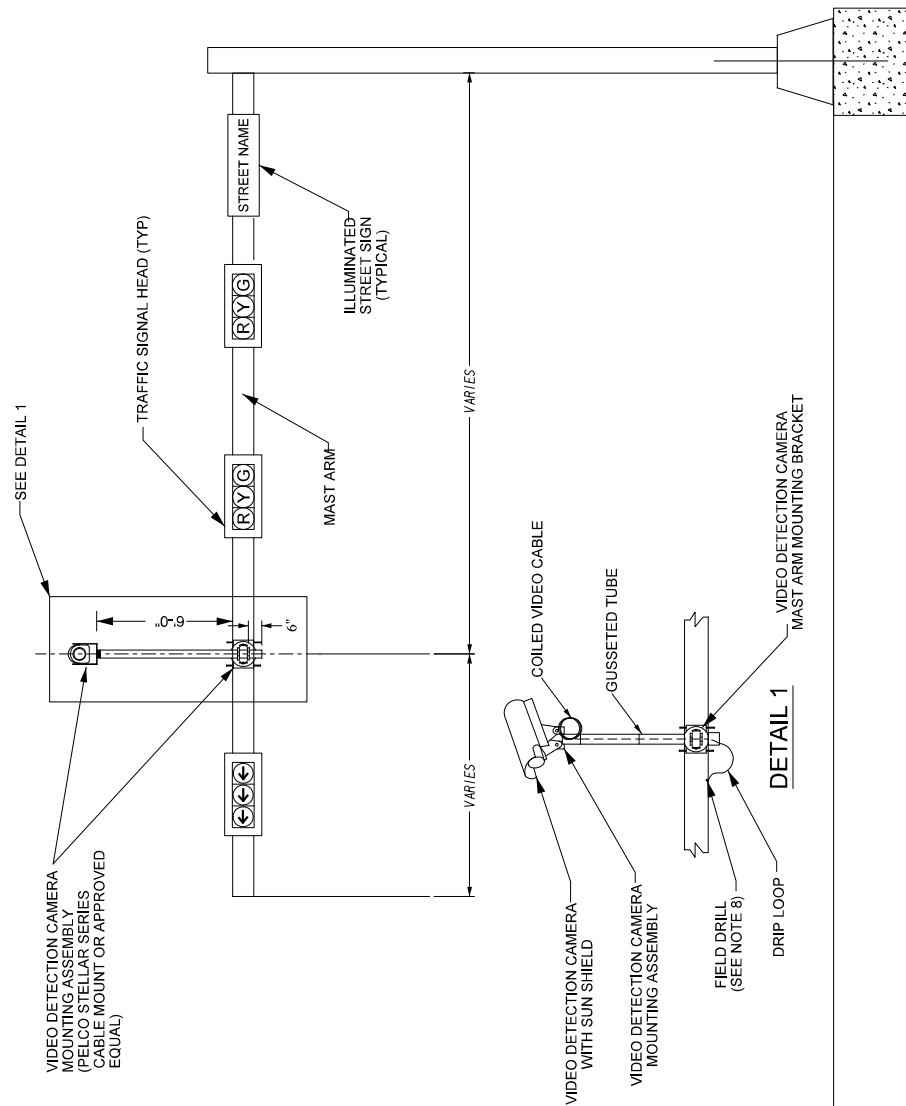 SEE DETAIL 1
TRAFFIC SIGNAL HEAD (TYP)
STREET NAME
ILLUMINATED
STREET SIGN
(TYPICAL)
R Y G
R Y G
MAST ARM
6'-0"
6"
VIDEO DETECTION CAMERA
MOUNTING ASSEMBLY
(PELCO STELLAR SERIES
CABLE MOUNT OR APPROVED
EQUAL)
VARIES
VARIES
COILED VIDEO CABLE
GUSSETED TUBE
VIDEO DETECTION CAMERA
MAST ARM MOUNTING BRACKET
VIDEO DETECTION CAMERA
WITH SUN SHIELD
VIDEO DETECTION CAMERA
MOUNTING ASSEMBLY
FIELD DRILL
(SEE NOTE 8)
DRIP LOOP
DETAIL 1